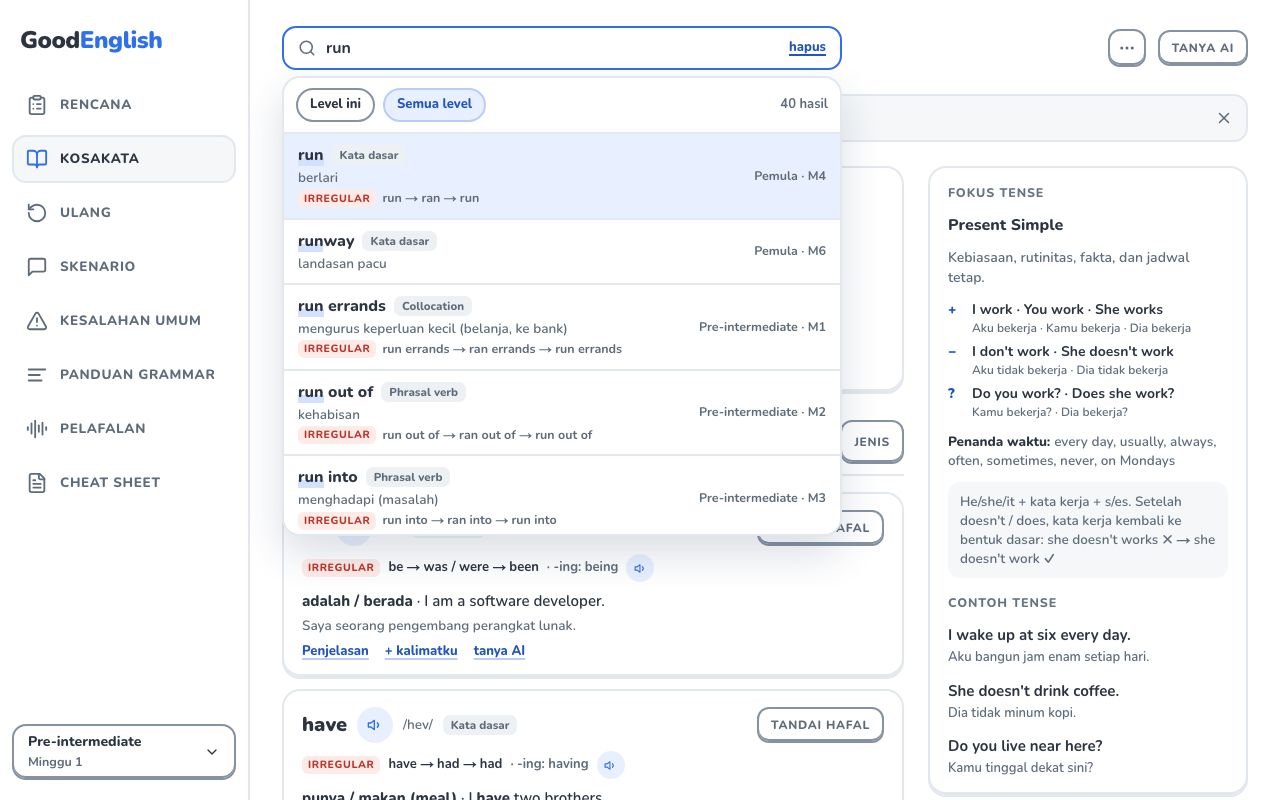 GoodEnglish
RENCANA
KOSAKATA
ULANG
SKENARIO
KESALAHAN UMUM
PANDUAN GRAMMAR
PELAFALAN
CHEAT SHEET
Pre-intermediate
Minggu 1
run
hapus
TANYA AI
Level ini
Semua level
40 hasil
run Kata dasar
berlari
IRREGULAR run → ran → run
Pemula · M4
runway Kata dasar
landasan pacu
Pemula · M6
run errands Collocation
mengurus keperluan kecil (belanja, ke bank)
IRREGULAR run errands → ran errands → run errands
Pre-intermediate · M1
run out of Phrasal verb
kehabisan
IRREGULAR run out of → ran out of → run out of
Pre-intermediate · M2
run into Phrasal verb
menghadapi (masalah)
IRREGULAR run into → ran into → run into
Pre-intermediate · M3
JENIS
AFAL
IRREGULAR be → was / were → been · -ing: being
adalah / berada · I am a software developer.
Saya seorang pengembang perangkat lunak.
Penjelasan + kalimatku tanya AI
have /hev/ Kata dasar
TANDAI HAFAL
IRREGULAR have → had → had · -ing: having
punya / makan (meal) · I have two brothers.
FOKUS TENSE
Present Simple
Kebiasaan, rutinitas, fakta, dan jadwal
tetap.
+ I work · You work · She works
Aku bekerja · Kamu bekerja · Dia bekerja
− I don't work · She doesn't work
Aku tidak bekerja · Dia tidak bekerja
? Do you work? · Does she work?
Kamu bekerja? · Dia bekerja?
Penanda waktu: every day, usually, always,
often, sometimes, never, on Mondays
He/she/it + kata kerja + s/es. Setelah
doesn't / does, kata kerja kembali ke
bentuk dasar: she doesn't works ✕ → she
doesn't work ✓
CONTOH TENSE
I wake up at six every day.
Aku bangun jam enam setiap hari.
She doesn't drink coffee.
Dia tidak minum kopi.
Do you live near here?
Kamu tinggal dekat sini?